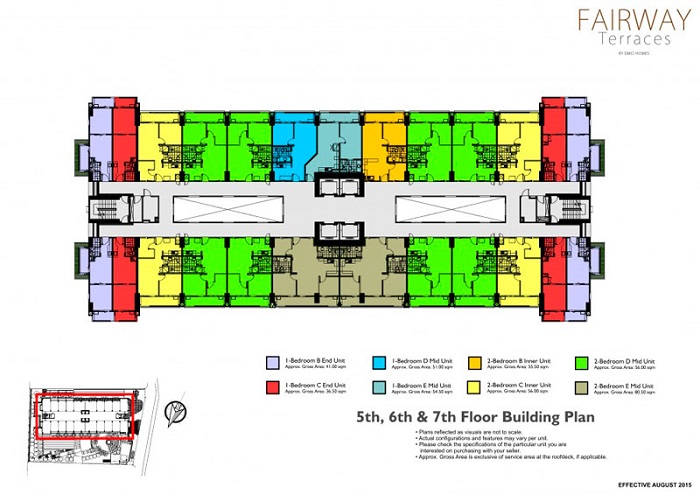 FAIRWAY
Terraces
BY DMCI HOMES
1-Bedroom B End Unit
Approx. Gross Area: 41.00 sqm
1-Bedroom D Mid Unit
Approx. Gross Area: 51.00 sqm
2-Bedroom B Inner Unit
Approx. Gross Area: 55.50 sqm
2-Bedroom D Mid Unit
Approx. Gross Area: 56.00 sqm
1-Bedroom C End Unit
Approx. Gross Area: 36.50 sqm
1-Bedroom E Mid Unit
Approx. Gross Area: 54.50 sqm
2-Bedroom C Inner Unit
Approx. Gross Area: 56.00 sqm
2-Bedroom E Mid Unit
Approx. Gross Area: 80.50 sqm
5th, 6th & 7th Floor Building Plan
• Plans reflected as visuals are not to scale.
• Actual configurations and features may vary per unit.
• Please check the specifications of the particular unit you are
interested on purchasing with your seller.
• Approx. Gross Area is exclusive of service area at the roofdeck, if applicable.
EFFECTIVE AUGUST 2015